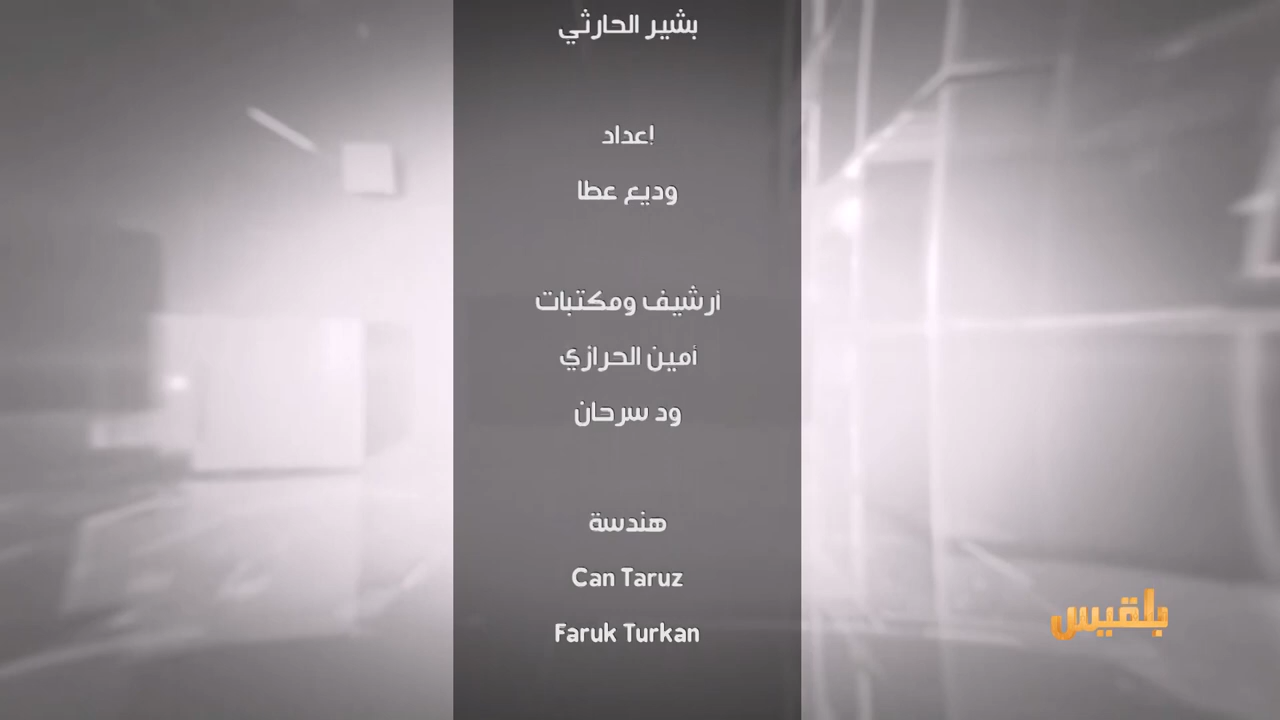 بشير الحارثي
إعداد
وديع عطا
أرشيف ومكتبات
أمين الحرازي
ود سرحان
هندسة
Can Taruz
Faruk Turkan
بلقيس